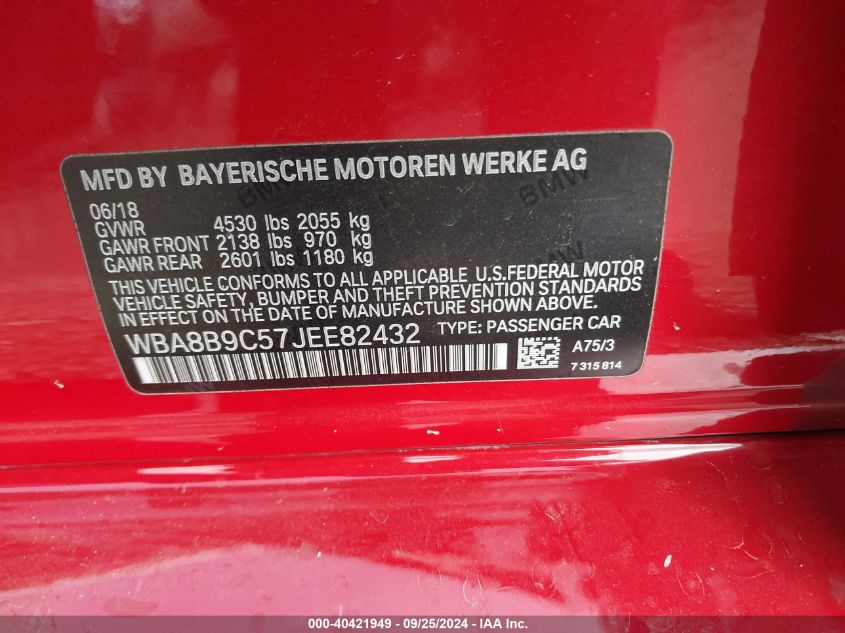 MFD BY BAYERISCHE MOTOREN WERKE AG
06/18
GVWR 4530 lbs 2055 kg
GAWR FRONT 2138 lbs 970 kg
GAWR REAR 2601 lbs 1180 kg
THIS VEHICLE CONFORMS TO ALL APPLICABLE U.S.FEDERAL MOTOR
VEHICLE SAFETY, BUMPER AND THEFT PREVENTION STANDARDS
IN EFFECT ON THE DATE OF MANUFACTURE SHOWN ABOVE.
WBA8B9C57JEE82432 TYPE: PASSENGER CAR
A75/3
7 315 814
BMW
BMW
BMW
000-40421949 - 09/25/2024 - IAA Inc.